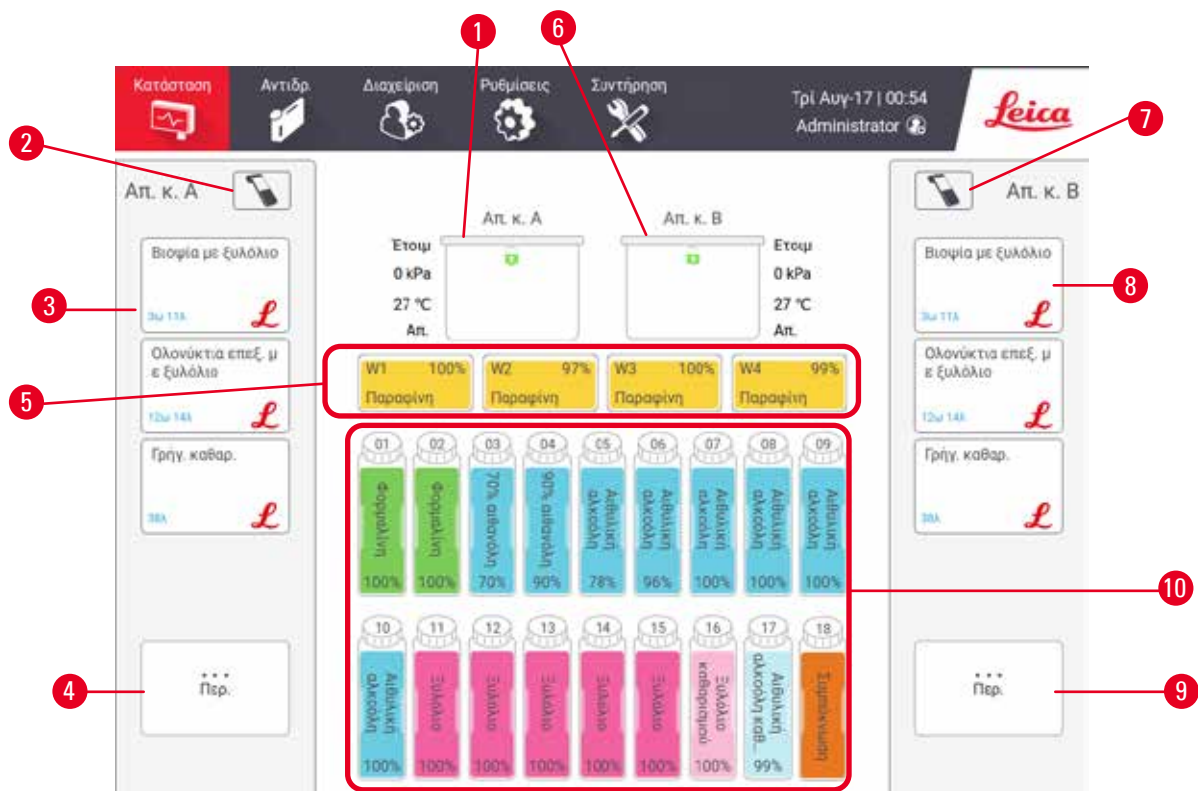 1
6
Κατάσταση
Αντιδρ.
Διαχείριση
Ρυθμίσεις
Συντήρηση
Τρί Αυγ-17 | 00:54
Administrator
Leica
2
7
Απ. κ. A
Απ. κ. B
Απ. κ. A
Απ. κ. B
Έτοιμ
0 kPa
27 °C
Απ.
Ετοιμ
0 kPa
27 °C
Απ.
3
Βιοψία με ξυλόλιο
3ω 11λ
Ολονύκτια επεξ. μ
ε ξυλόλιο
12ω 14λ
Γρήγ. καθαρ.
38λ
8
Βιοψία με ξυλόλιο
3ω 11λ
Ολονύκτια επεξ. μ
ε ξυλόλιο
12ω 14λ
Γρήγ. καθαρ.
38λ
5
W1 100%
Παραφίνη
W2 97%
Παραφίνη
W3 100%
Παραφίνη
W4 99%
Παραφίνη
01 02 03 04 05 06 07 08 09
Φορμαλίνη
Φορμαλίνη
70% αιθανόλη
90% αιθανόλη
Αιθυλική
αλκοόλη
Αιθυλική
αλκοόλη
Αιθυλική
αλκοόλη
Αιθυλική
αλκοόλη
Αιθυλική
αλκοόλη
100% 100% 70% 90% 78% 96% 100% 100% 100%
10
10 11 12 13 14 15 16 17 18
Αιθυλική
αλκοόλη
Ξυλόλιο
Ξυλόλιο
Ξυλόλιο
Ξυλόλιο
Ξυλόλιο
Ξυλόλιο
καθαρισμού
Αιθυλική
αλκοόλη καθ...
Συμπύκνωση
100% 100% 100% 100% 100% 100% 100% 99%
4
...
Περ.
9
...
Περ.